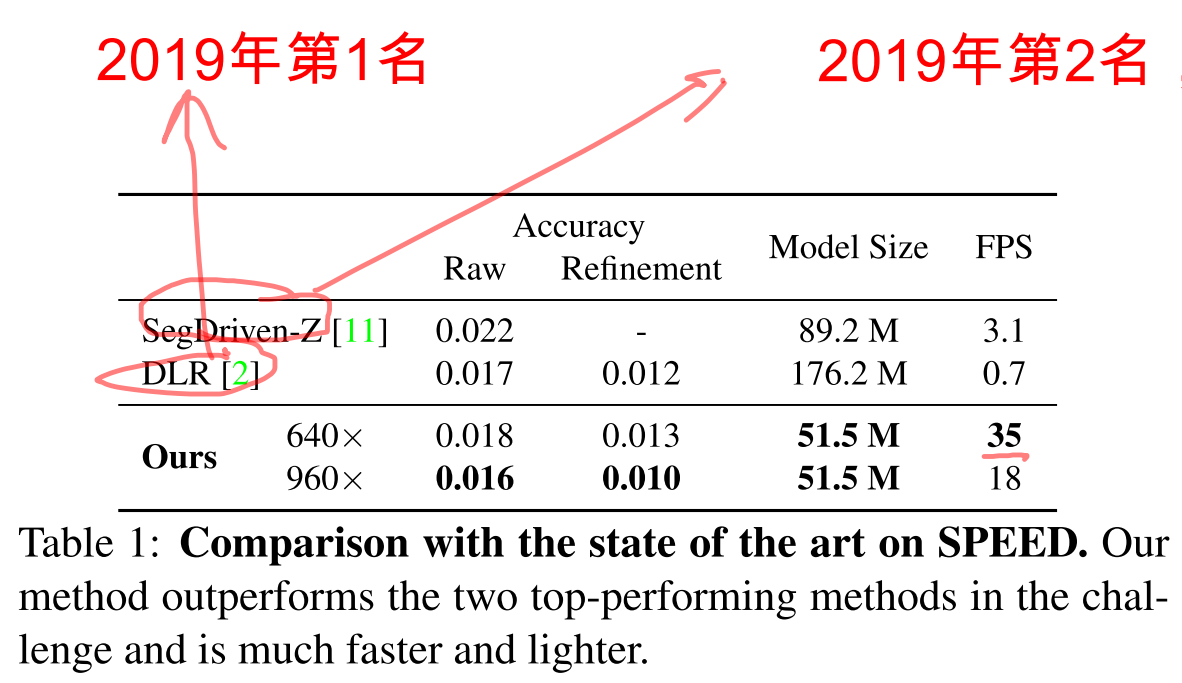 2019年第1名 2019年第2名
Accuracy
Raw Refinement Model Size FPS
SegDriven-Z [11] 0.022 - 89.2 M 3.1
DLR [2] 0.017 0.012 176.2 M 0.7
Ours
640× 0.018 0.013 51.5 M 35
960× 0.016 0.010 51.5 M 18
Table 1: Comparison with the state of the art on SPEED. Our
method outperforms the two top-performing methods in the chal-
lenge and is much faster and lighter.